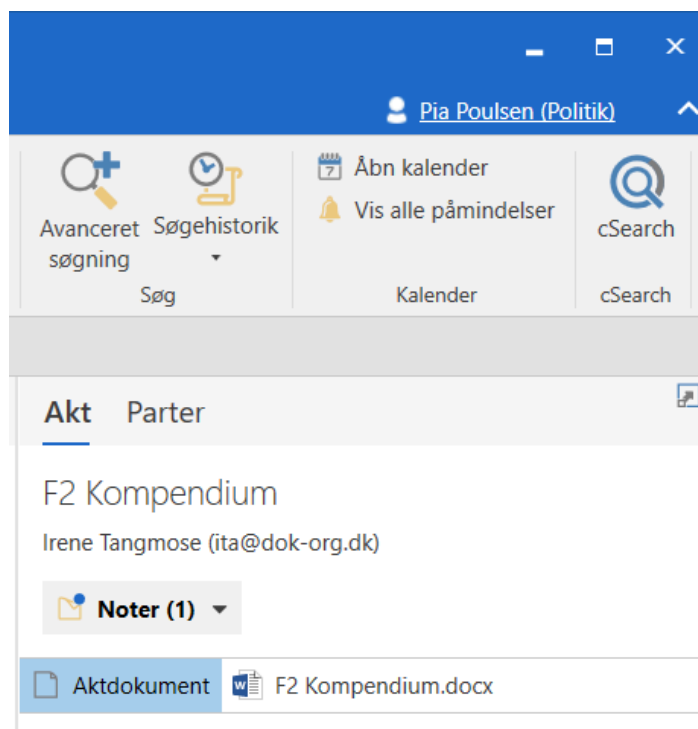 Pia Poulsen (Politik)
Avanceret søgning
Søgehistorik
Åbn kalender
Vis alle påmindelser
cSearch
Søg
Kalender
cSearch
Akt Parter
F2 Kompendium
Irene Tangmose (ita@dok-org.dk)
Noter (1)
Aktdokument F2 Kompendium.docx